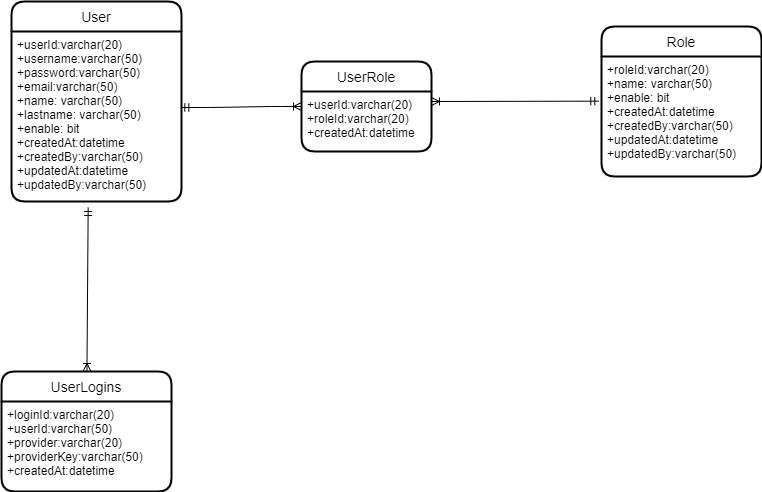 User
+userId:varchar(20)
+username:varchar(50)
+password:varchar(50)
+email:varchar(50)
+name: varchar(50)
+lastname: varchar(50)
+enable: bit
+createdAt:datetime
+createdBy:varchar(50)
+updatedAt:datetime
+updatedBy:varchar(50)
UserRole
+userId:varchar(20)
+roleId:varchar(20)
+createdAt:datetime
Role
+roleId:varchar(20)
+name: varchar(50)
+enable: bit
+createdAt:datetime
+createdBy:varchar(50)
+updatedAt:datetime
+updatedBy:varchar(50)
UserLogins
+loginId:varchar(20)
+userId:varchar(50)
+provider:varchar(20)
+providerKey:varchar(50)
+createdAt:datetime